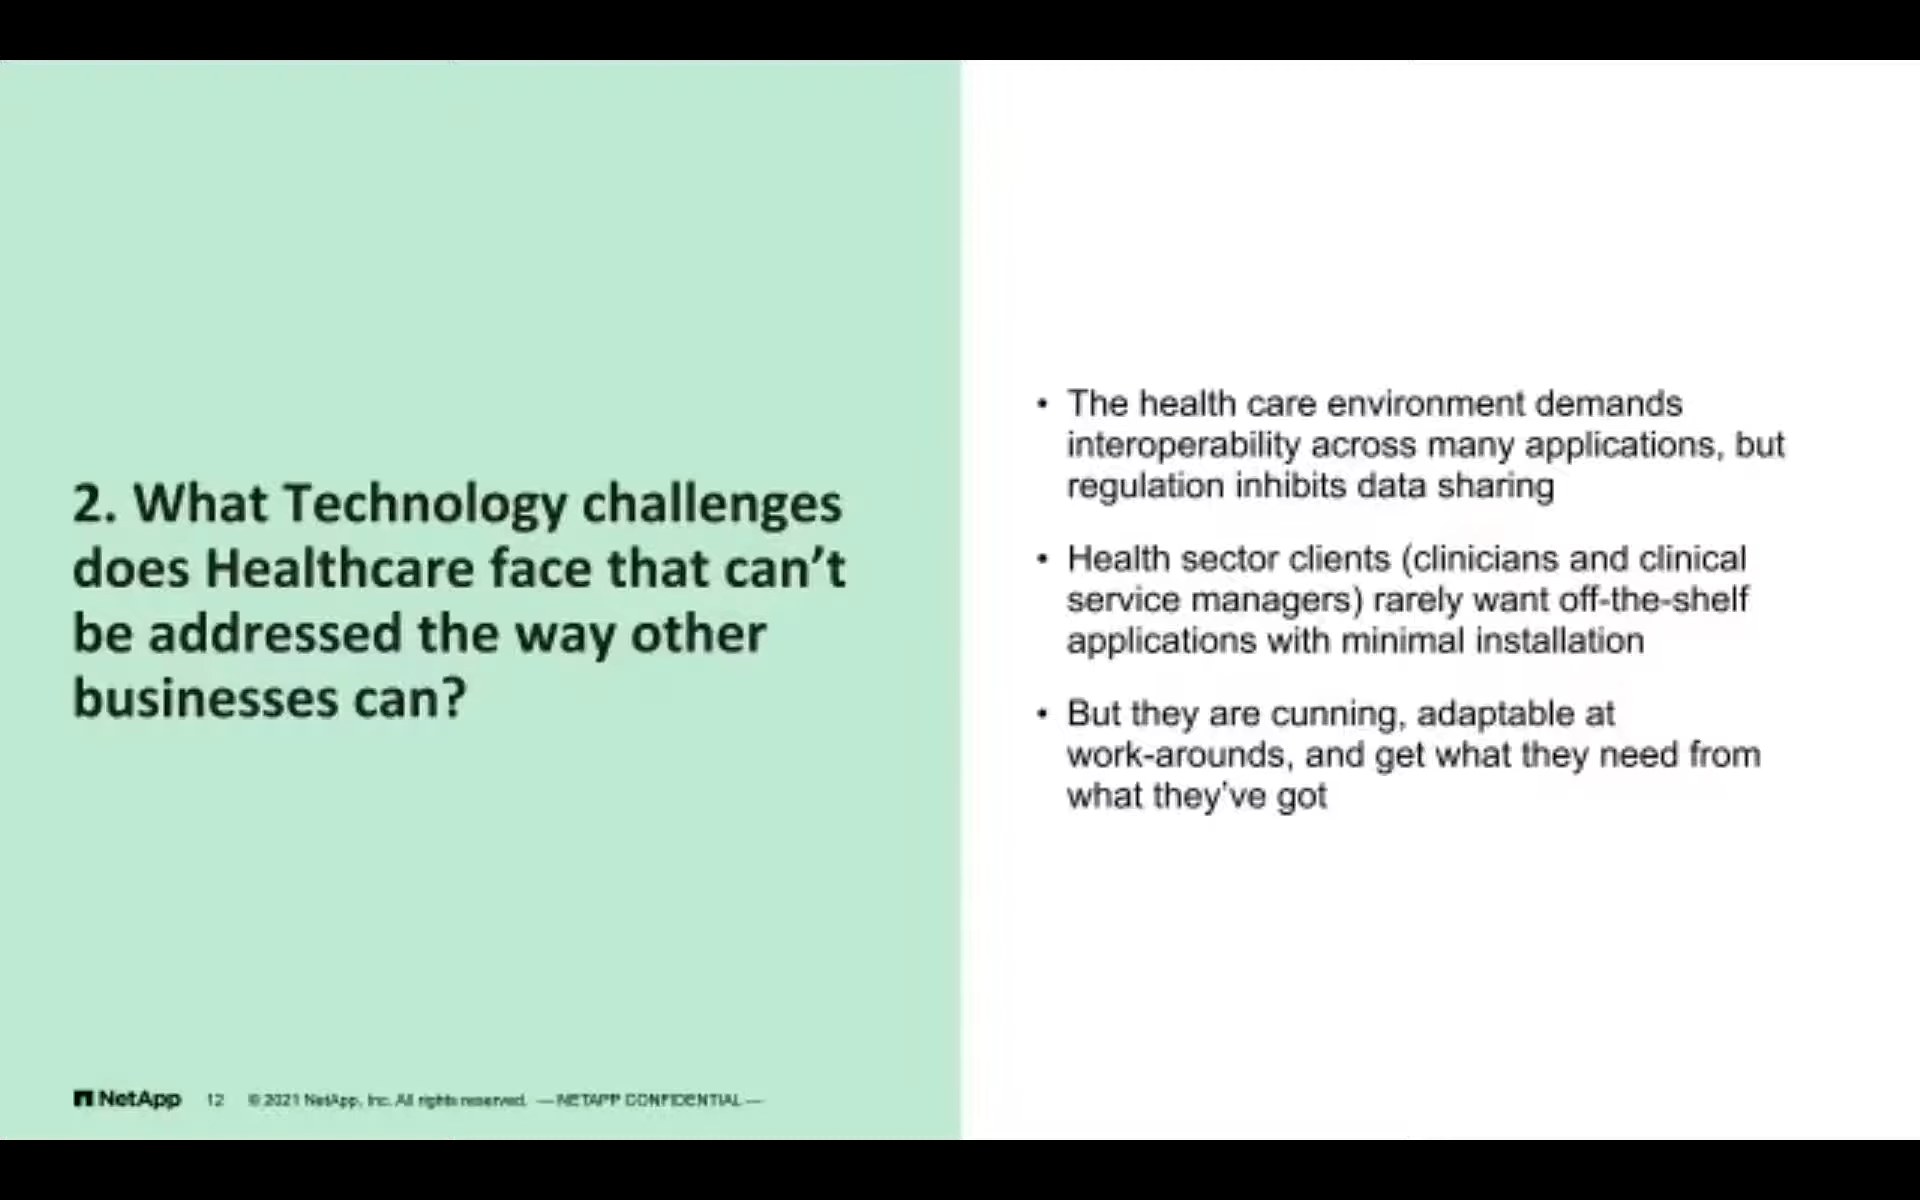 2. What Technology challenges
does Healthcare face that can’t
be addressed the way other
businesses can?
• The health care environment demands
interoperability across many applications, but
regulation inhibits data sharing
• Health sector clients (clinicians and clinical
service managers) rarely want off-the-shelf
applications with minimal installation
• But they are cunning, adaptable at
work-arounds, and get what they need from
what they’ve got
NetApp 12 © 2021 NetApp, Inc. All rights reserved. — NETAPP CONFIDENTIAL —